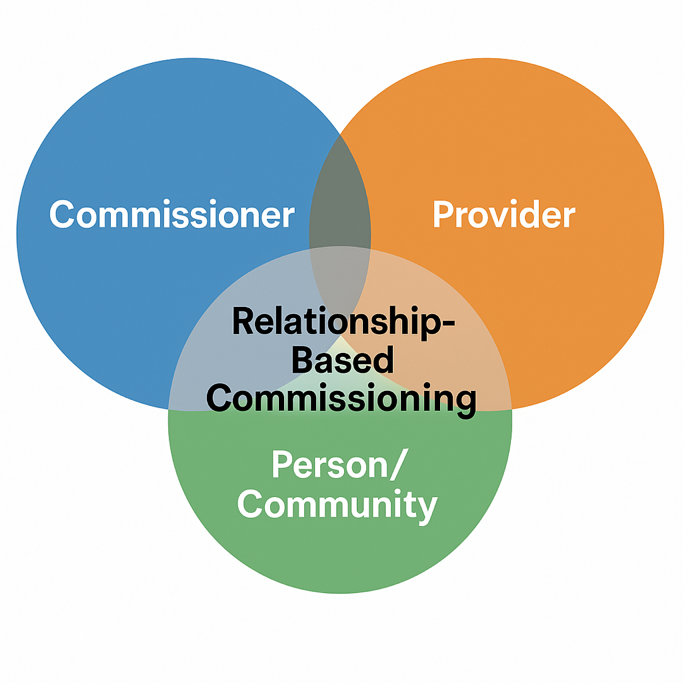 Commissioner
Provider
Relationship-
Based
Commissioning
Person/
Community